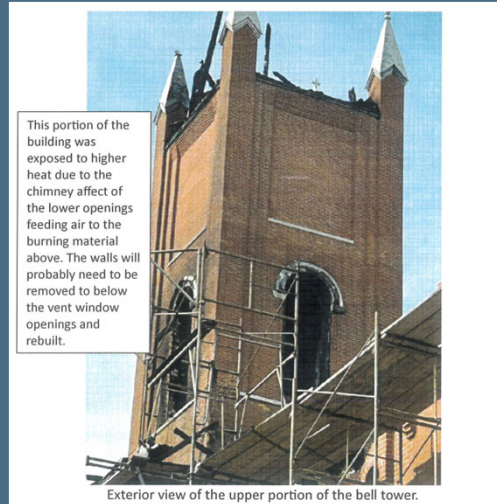 This portion of the
building was
exposed to higher
heat due to the
chimney affect of
the lower openings
feeding air to the
burning material
above. The walls will
probably need to be
removed to below
the vent window
openings and
rebuilt.
Exterior view of the upper portion of the bell tower.